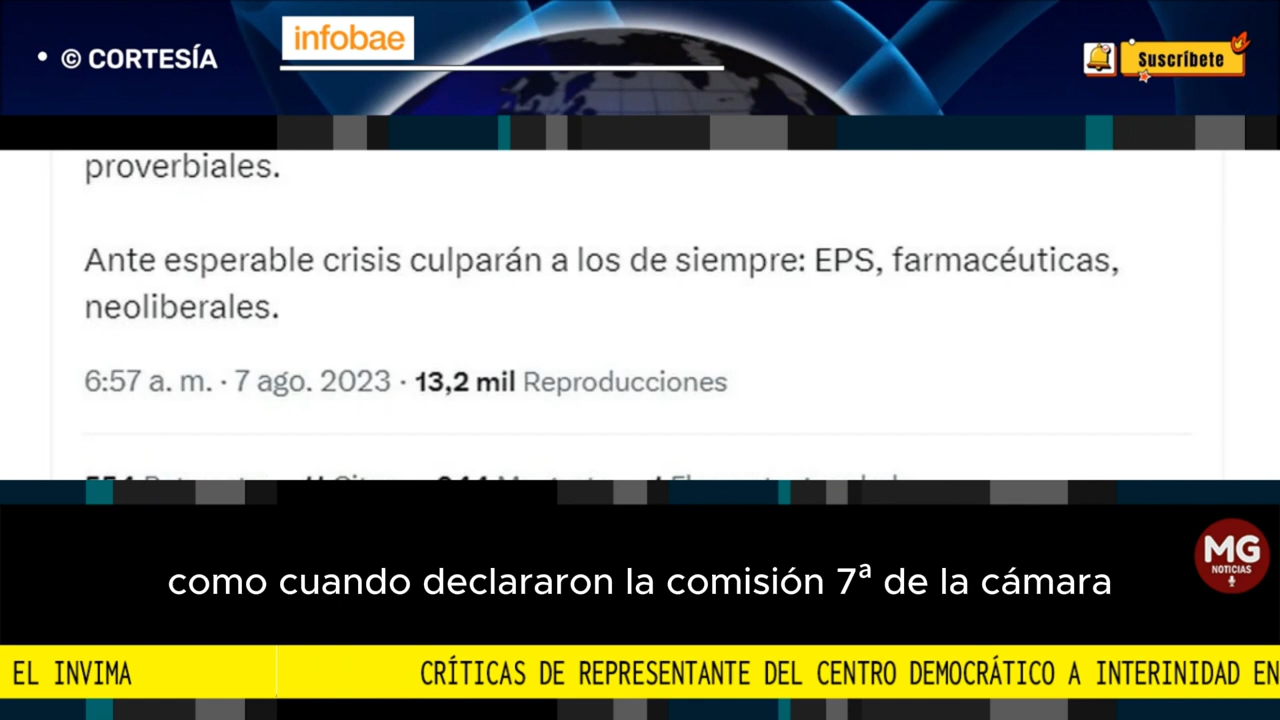 • © CORTESÍA
infobae
Suscríbete
proverbiales.
Ante esperable crisis culparán a los de siempre: EPS, farmacéuticas,
neoliberales.
6:57 a. m. · 7 ago. 2023 · 13,2 mil Reproducciones
como cuando declararon la comisión 7ª de la cámara
MG
NOTICIAS
EL INVIMA
CRÍTICAS DE REPRESENTANTE DEL CENTRO DEMOCRÁTICO A INTERINIDAD EN